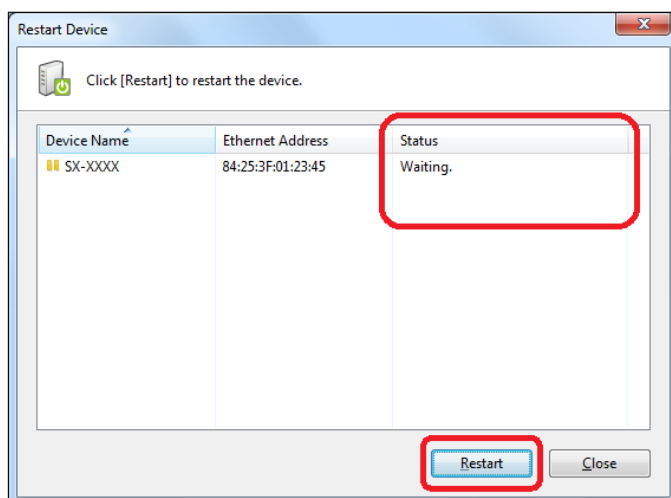 Restart Device
Click [Restart] to restart the device.
Device Name Ethernet Address Status
SX-XXXX 84:25:3F:01:23:45 Waiting.
Restart Close